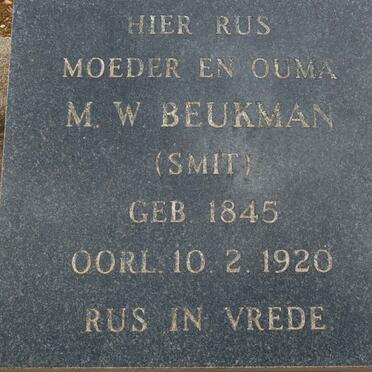 HIER RUS
MOEDER EN OUMA
M. W BEUKMAN
(SMIT)
GEB. 1845
OORL. 10. 2. 1920
RUS IN VREDE